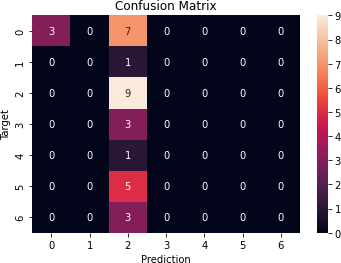 Confusion Matrix
0 3 0 7 0 0 0 0
1 0 0 1 0 0 0 0
2 0 0 9 0 0 0 0
3 0 0 3 0 0 0 0
4 0 0 1 0 0 0 0
5 0 0 5 0 0 0 0
6 0 0 3 0 0 0 0
0 1 2 3 4 5 6
Prediction
Target
9
8
7
6
5
4
3
2
1
0